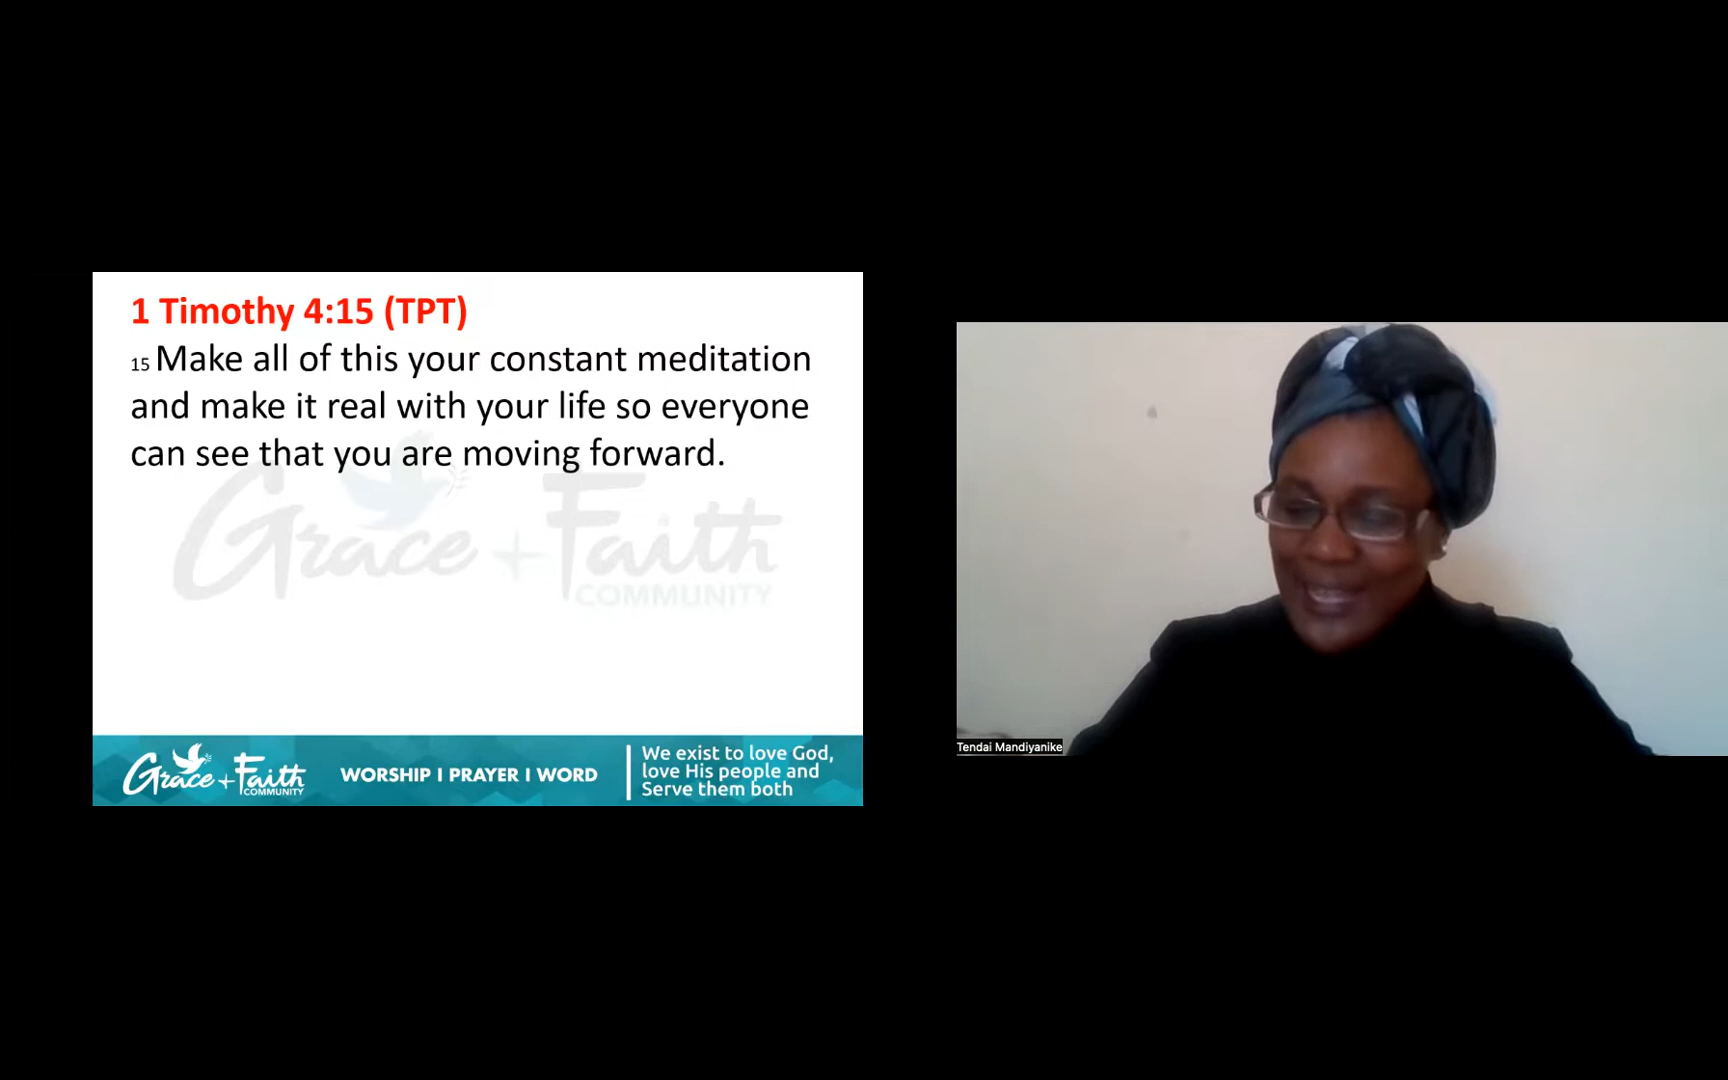 1 Timothy 4:15 (TPT)
15 Make all of this your constant meditation
and make it real with your life so everyone
can see that you are moving forward.
Grace + Faith
COMMUNITY
Grace + Faith
COMMUNITY
WORSHIP I PRAYER I WORD
We exist to love God,
love His people and
Serve them both
Tendai Mandiyanike